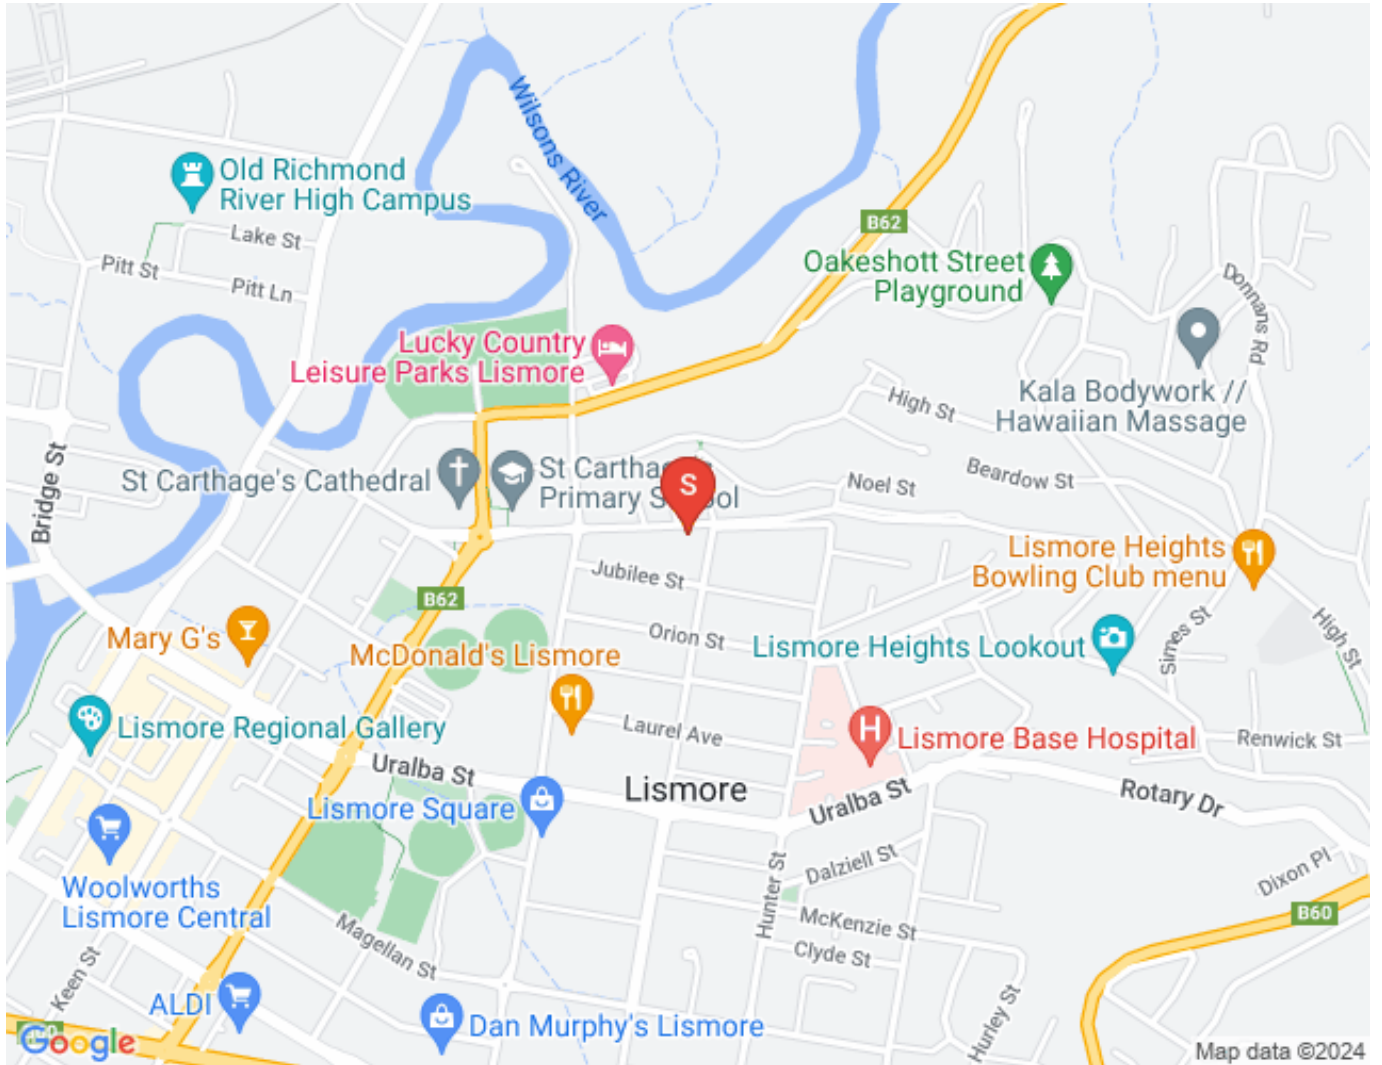 Wilsons River
Old Richmond
River High Campus
Lake St
B62
Pitt St
Pitt Ln
Oakeshott Street
Playground
Donnans Rd
Lucky Country
Leisure Parks Lismore
Kala Bodywork //
Hawaiian Massage
High St
Bridge St
St Carthage's Cathedral
St Carthage's
Primary School
S
Noel St
Beardow St
Lismore Heights
Bowling Club menu
Jubilee St
B62
Mary G's
Orion St
McDonald's Lismore
Lismore Heights Lookout
Simes St
High St
Lismore Regional Gallery
Laurel Ave
H
Lismore Base Hospital
Renwick St
Uralba St
Lismore Square
Lismore
Uralba St
Rotary Dr
Woolworths
Lismore Central
Hunter St
Dalziell St
Dixon Pl
Magellan St
McKenzie St
B60
Clyde St
Keen St
ALDI
Dan Murphy's Lismore
Hurley St
Google
Map data ©2024